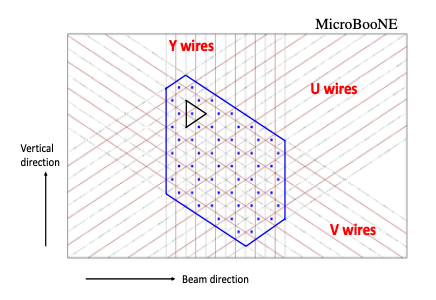 MicroBooNE
Y wires
U wires
Vertical
direction
V wires
Beam direction